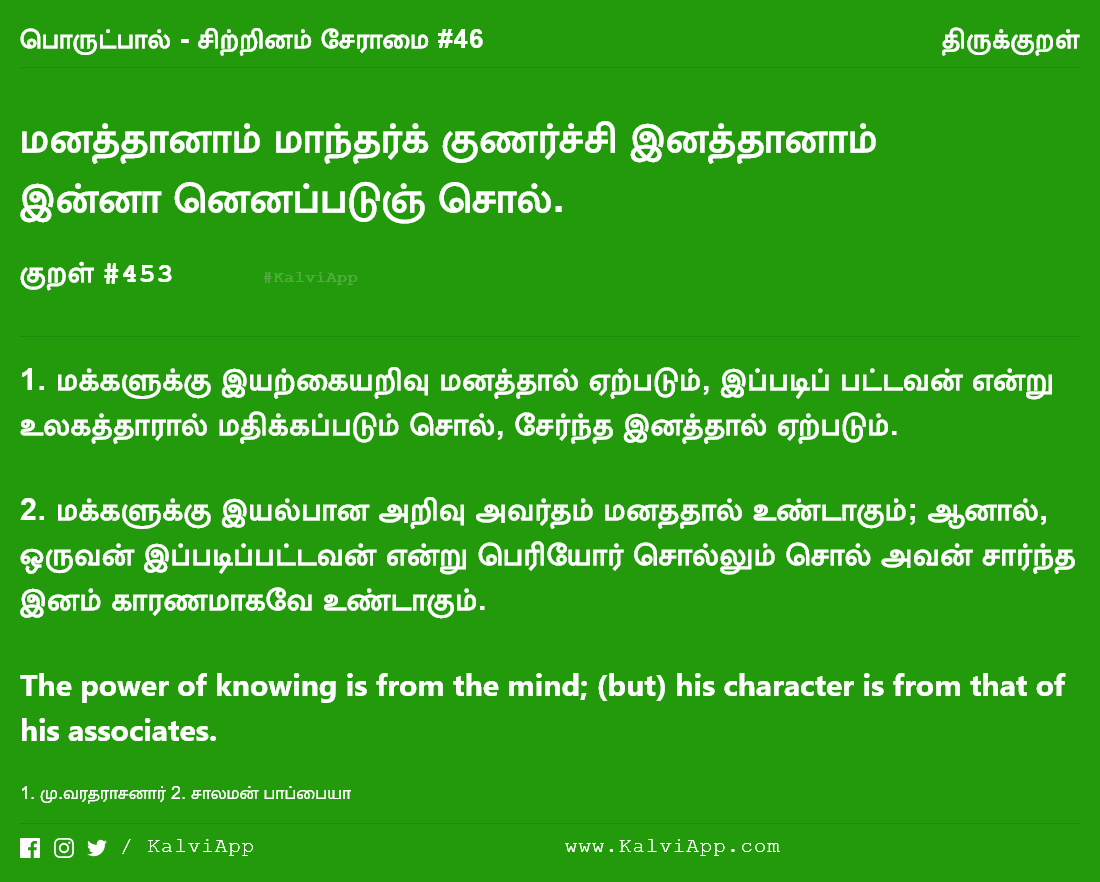 பொருட்பால் - சிற்றினம் சேராமை #46 திருக்குறள்
மனத்தானாம் மாந்தர்க் குணர்ச்சி இனத்தானாம்
இன்னா னெனப்படுஞ் சொல்.
குறள் #453 #KalviApp
1. மக்களுக்கு இயற்கையறிவு மனத்தால் ஏற்படும், இப்படிப் பட்டவன் என்று
உலகத்தாரால் மதிக்கப்படும் சொல், சேர்ந்த இனத்தால் ஏற்படும்.
2. மக்களுக்கு இயல்பான அறிவு அவர்தம் மனததால் உண்டாகும்; ஆனால்,
ஒருவன் இப்படிப்பட்டவன் என்று பெரியோர் சொல்லும் சொல் அவன் சார்ந்த
இனம் காரணமாகவே உண்டாகும்.
The power of knowing is from the mind; (but) his character is from that of
his associates.
1. மு.வரதராசனார் 2. சாலமன் பாப்பையா
/ KalviApp www.KalviApp.com